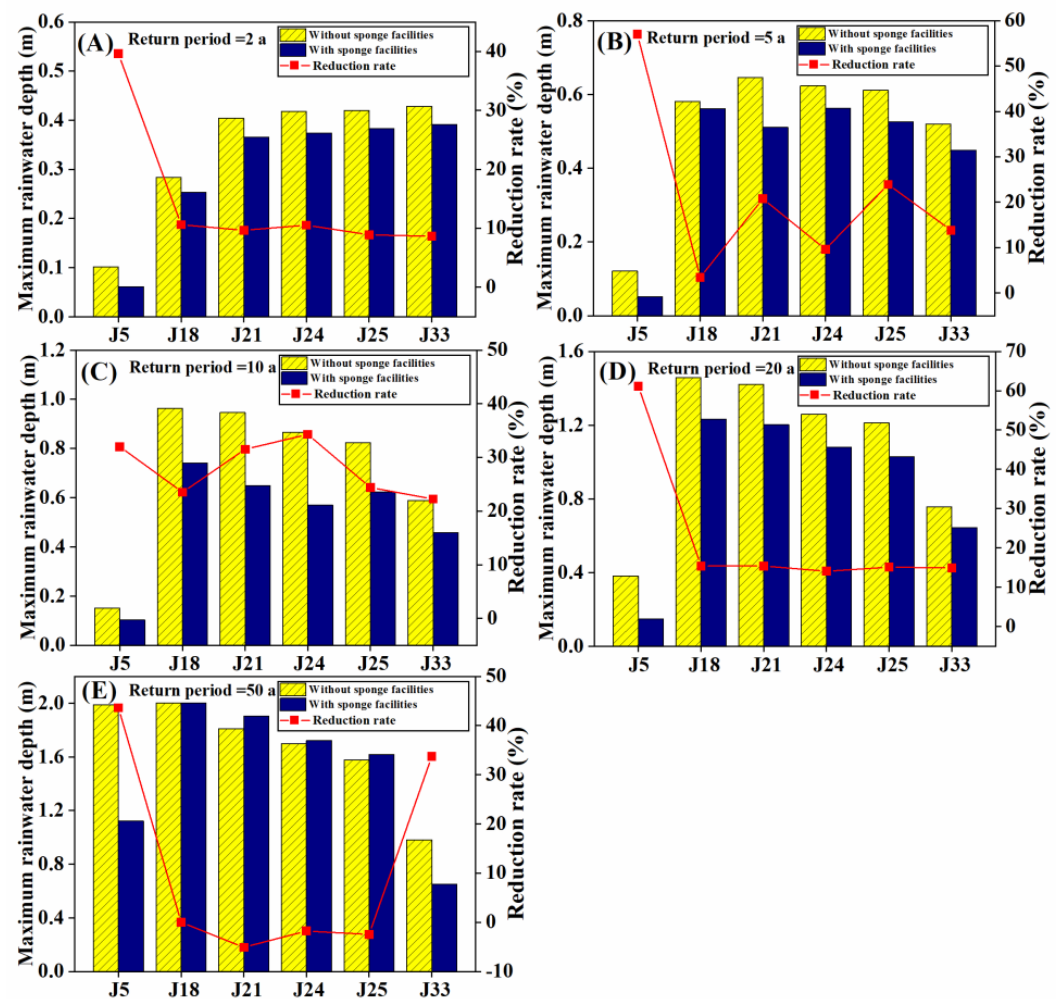 (A) Return period =2 a
Without sponge facilities
With sponge facilities
Reduction rate
Maximum rainwater depth (m)
0.6
0.5
0.4
0.3
0.2
0.1
0.0
40
30
20
10
0
Reduction rate (%)
J5 J18 J21 J24 J25 J33
(B) Return period =5 a
Without sponge facilities
With sponge facilities
Reduction rate
Maximum rainwater depth (m)
0.8
0.6
0.4
0.2
0.0
60
50
40
30
20
10
0
Reduction rate (%)
J5 J18 J21 J24 J25 J33
(C) Return period =10 a
Without sponge facilities
With sponge facilities
Reduction rate
Maximum rainwater depth (m)
1.2
1.0
0.8
0.6
0.4
0.2
0.0
50
40
30
20
10
0
Reduction rate (%)
J5 J18 J21 J24 J25 J33
(D) Return period =20 a
Without sponge facilities
With sponge facilities
Reduction rate
Maximum rainwater depth (m)
1.6
1.2
0.8
0.4
0.0
70
60
50
40
30
20
10
0
Reduction rate (%)
J5 J18 J21 J24 J25 J33
(E) Return period =50 a
Without sponge facilities
With sponge facilities
Reduction rate
Maximum rainwater depth (m)
2.0
1.6
1.2
0.8
0.4
0.0
50
40
30
20
10
0
-10
Reduction rate (%)
J5 J18 J21 J24 J25 J33